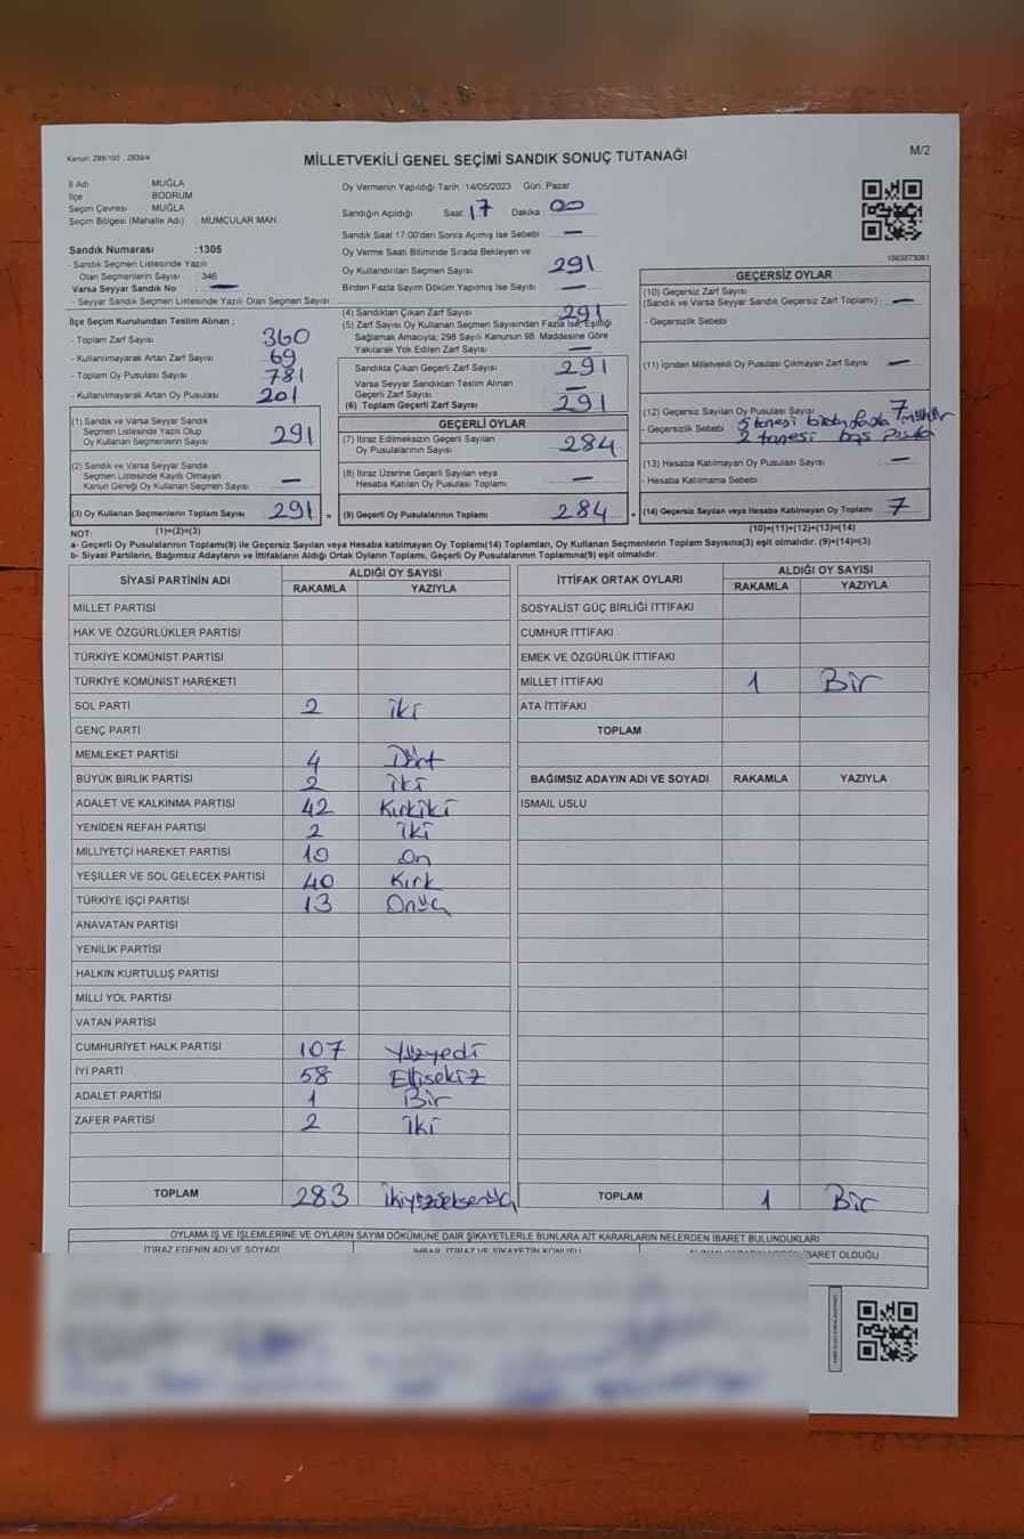 Kanun: 298/105 , 2839/4
MİLLETVEKİLİ GENEL SEÇİMİ SANDIK SONUÇ TUTANAĞI
M/2
İl Adı MUĞLA
İlçe BODRUM
Seçim Çevresi MUĞLA
Seçim Bölgesi (Mahalle Adı) MUMCULAR MAH.
Sandık Numarası :1305
- Sandık Seçmen Listesinde Yazılı
Olan Seçmenlerin Sayısı 346
Varsa Seyyar Sandık No : —
- Seyyar Sandık Seçmen Listesinde Yazılı Olan Seçmen Sayısı
Oy Vermenin Yapıldığı Tarih :14/05/2023 Gün: Pazar
Sandığın Açıldığı Saat: 17 Dakika: 00
Sandık Saat 17:00'den Sonra Açılmış İse Sebebi —
Oy Verme Saati Bitiminde Sırada Bekleyen ve
Oy Kullandırılan Seçmen Sayısı 291
Birden Fazla Sayım Döküm Yapılmış İse Sayısı —
İlçe Seçim Kurulundan Teslim Alınan :
- Toplam Zarf Sayısı 360
- Kullanılmayarak Artan Zarf Sayısı 69
- Toplam Oy Pusulası Sayısı 781
- Kullanılmayarak Artan Oy Pusulası 201
(1) Sandık ve Varsa Seyyar Sandık
Seçmen Listesinde Yazılı Olup
Oy Kullanan Seçmenlerin Sayısı 291
(2) Sandık ve Varsa Seyyar Sandık
Seçmen Listesinde Kayıtlı Olmayan
Kanun Gereği Oy Kullanan Seçmen Sayısı —
(3) Oy Kullanan Seçmenlerin Toplam Sayısı 291
(4) Sandıktan Çıkan Zarf Sayısı 291
(5) Zarf Sayısı Oy Kullanan Seçmen Sayısından Fazla İse, Eşitliği
Sağlamak Amacıyla; 298 Sayılı Kanunun 98. Maddesine Göre
Yakılarak Yok Edilen Zarf Sayısı —
Sandıkta Çıkan Geçerli Zarf Sayısı 291
Varsa Seyyar Sandıktan Teslim Alınan
Geçerli Zarf Sayısı —
(6) Toplam Geçerli Zarf Sayısı 291
GEÇERLİ OYLAR
(7) İtiraz Edilmeksizin Geçerli Sayılan
Oy Pusulasının Sayısı 284
(8) İtiraz Üzerine Geçerli Sayılan veya
Hesaba Katılan Oy Pusulası Toplamı —
= (9) Geçerli Oy Pusulalarının Toplamı 284
GEÇERSİZ OYLAR
(10) Geçersiz Zarf Sayısı
(Sandık ve Varsa Seyyar Sandık Geçersiz Zarf Toplamı) : —
- Geçersizlik Sebebi
(11) İçinden Milletvekili Oy Pusulası Çıkmayan Zarf Sayısı —
(12) Geçersiz Sayılan Oy Pusulası Sayısı 7
- Geçersizlik Sebebi 5 tanesi birden fazla mühür
2 tanesi boş pusula
(13) Hesaba Katılmayan Oy Pusulası Sayısı —
Hesaba Katılmama Sebebi
+ (14) Geçersiz Sayılan veya Hesaba Katılmayan Oy Toplamı 7
NOT: (1)+(2)=(3) (10)+(11)+(12)+(13)=(14)
a- Geçerli Oy Pusulalarının Toplamı(9) ile Geçersiz Sayılan veya Hesaba Katılmayan Oy Toplamı(14) Toplamları, Oy Kullanan Seçmenlerin Toplam Sayısına(3) eşit olmalıdır. (9)+(14)=(3)
b- Siyasi Partilerin, Bağımsız Adayların ve İttifakların Aldığı Ortak Oyların Toplamı, Geçerli Oy Pusulalarının Toplamına(9) eşit olmalıdır.
SİYASİ PARTİNİN ADI ALDIĞI OY SAYISI
RAKAMLA YAZIYLA
MİLLET PARTİSİ
HAK VE ÖZGÜRLÜKLER PARTİSİ
TÜRKİYE KOMÜNİST PARTİSİ
TÜRKİYE KOMÜNİST HAREKETİ
SOL PARTİ 2 iki
GENÇ PARTİ
MEMLEKET PARTİSİ 4 Dört
BÜYÜK BİRLİK PARTİSİ 2 iki
ADALET VE KALKINMA PARTİSİ 42 Kırkiki
YENİDEN REFAH PARTİSİ 2 iki
MİLLİYETÇİ HAREKET PARTİSİ 10 On
YEŞİLLER VE SOL GELECEK PARTİSİ 40 Kırk
TÜRKİYE İŞÇİ PARTİSİ 13 Onüç
ANAVATAN PARTİSİ
YENİLİK PARTİSİ
HALKIN KURTULUŞ PARTİSİ
MİLLİ YOL PARTİSİ
VATAN PARTİSİ
CUMHURİYET HALK PARTİSİ 107 Yüzyedi
İYİ PARTİ 58 Ellisekiz
ADALET PARTİSİ 1 Bir
ZAFER PARTİSİ 2 İki
TOPLAM 283 ikiyüzseksenüç
İTTİFAK ORTAK OYLARI ALDIĞI OY SAYISI
RAKAMLA YAZIYLA
SOSYALİST GÜÇ BİRLİĞİ İTTİFAKI
CUMHUR İTTİFAKI
EMEK VE ÖZGÜRLÜK İTTİFAKI
MİLLET İTTİFAKI 1 Bir
ATA İTTİFAKI
TOPLAM
BAĞIMSIZ ADAYIN ADI VE SOYADI RAKAMLA YAZIYLA
İSMAİL USLU
TOPLAM 1 Bir
OYLAMA İŞ VE İŞLEMLERİNE VE OYLARIN SAYIM DÖKÜMÜNE DAİR ŞİKAYETLERLE BUNLARA AİT KARARLARIN NELERDEN İBARET BULUNDUKLARI
İTİRAZ EDENİN ADI VE SOYADI
İBARET OLDUĞU